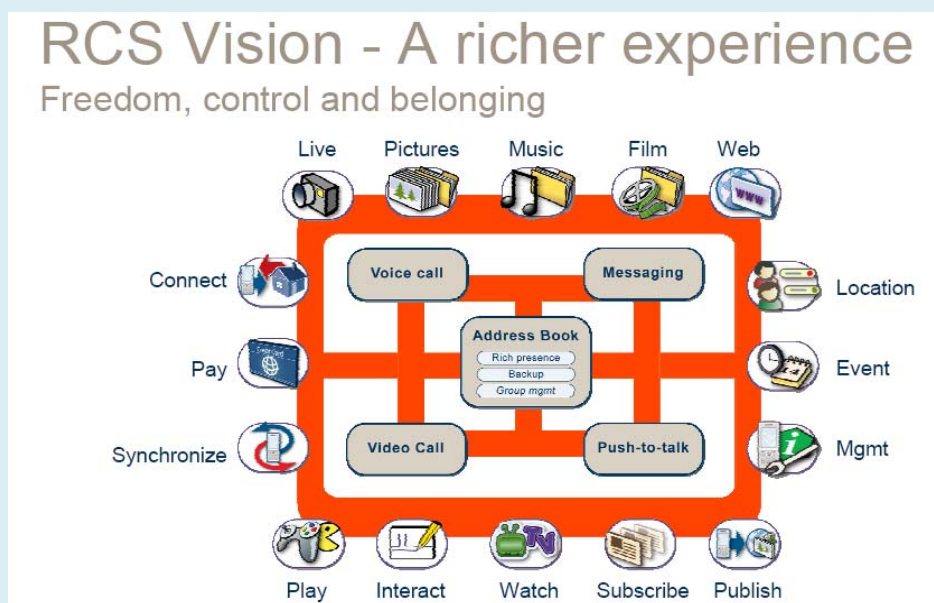 RCS Vision - A richer experience
Freedom, control and belonging
Live Pictures Music Film Web
www
Connect
Voice call
Messaging
Location
Address Book
Rich presence
Backup
Group mgmt
Pay
Event
Synchronize
Video Call
Push-to-talk
Mgmt
TV
Play Interact Watch Subscribe Publish